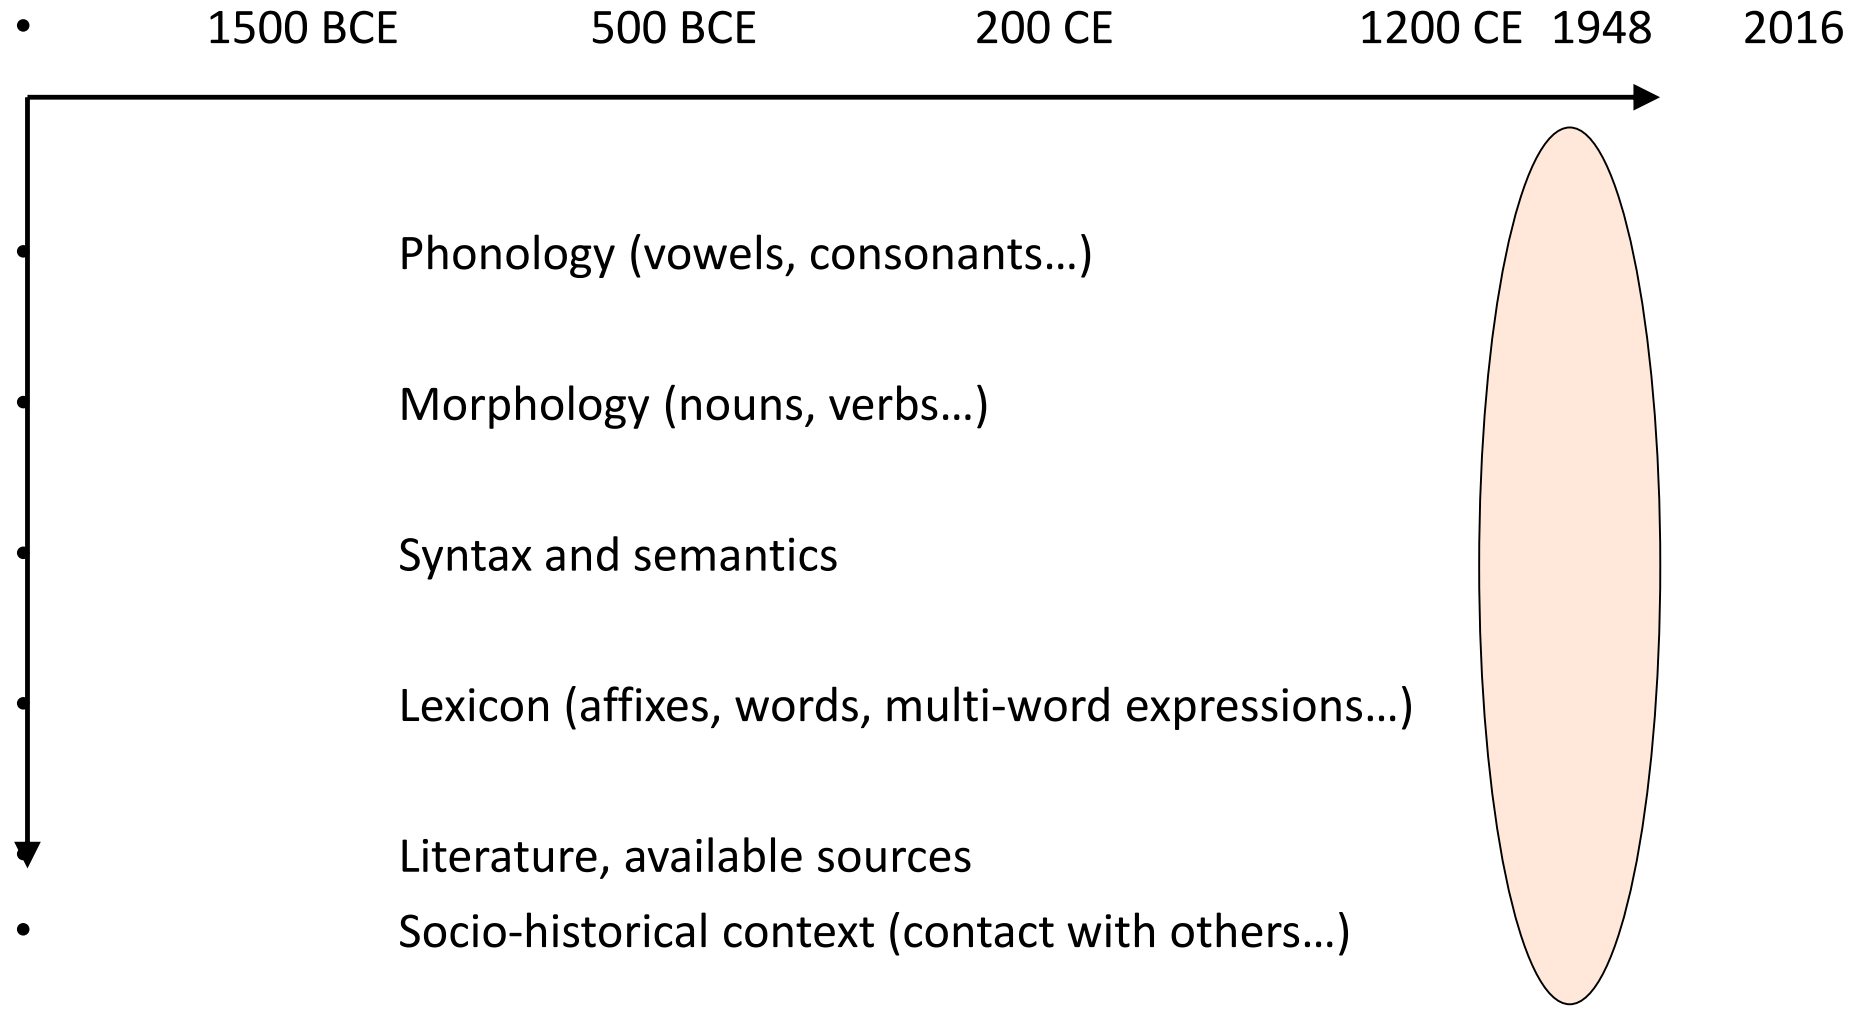 • 1500 BCE 500 BCE 200 CE 1200 CE 1948 2016
• Phonology (vowels, consonants…)
• Morphology (nouns, verbs…)
• Syntax and semantics
• Lexicon (affixes, words, multi-word expressions…)
• Literature, available sources
• Socio-historical context (contact with others…)